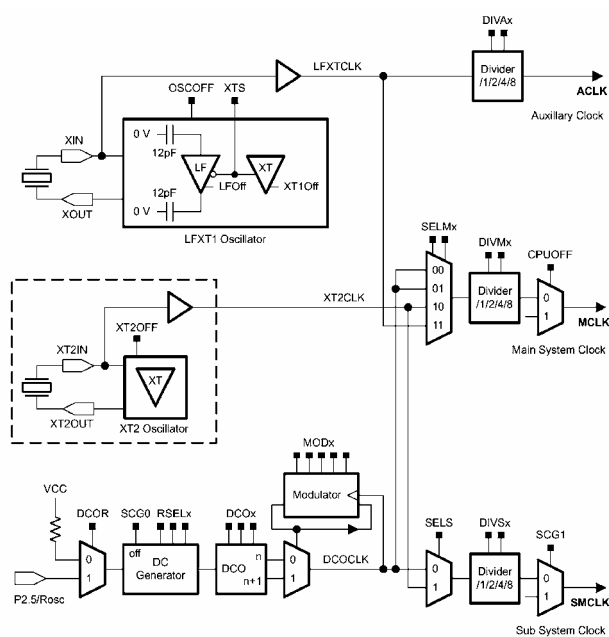 DIVAx
LFXTCLK
Divider
/1/2/4/8
ACLK
Auxillary Clock
OSCOFF XTS
XIN
0 V
12pF
LF
XT
LFOff
XT1Off
12pF
0 V
XOUT
LFXT1 Oscillator
SELMx
DIVMx
CPUOFF
00
01
10
11
Divider
/1/2/4/8
0
1
MCLK
Main System Clock
XT2CLK
XT2OFF
XT2IN
XT
XT2OUT
XT2 Oscillator
MODx
Modulator
VCC
DCOR
SCG0 RSELx
DCOx
0
1
off
DC
Generator
DCO
n
n+1
0
1
DCOCLK
P2.5/Rosc
SELS
DIVSx
SCG1
0
1
Divider
/1/2/4/8
0
1
SMCLK
Sub System Clock